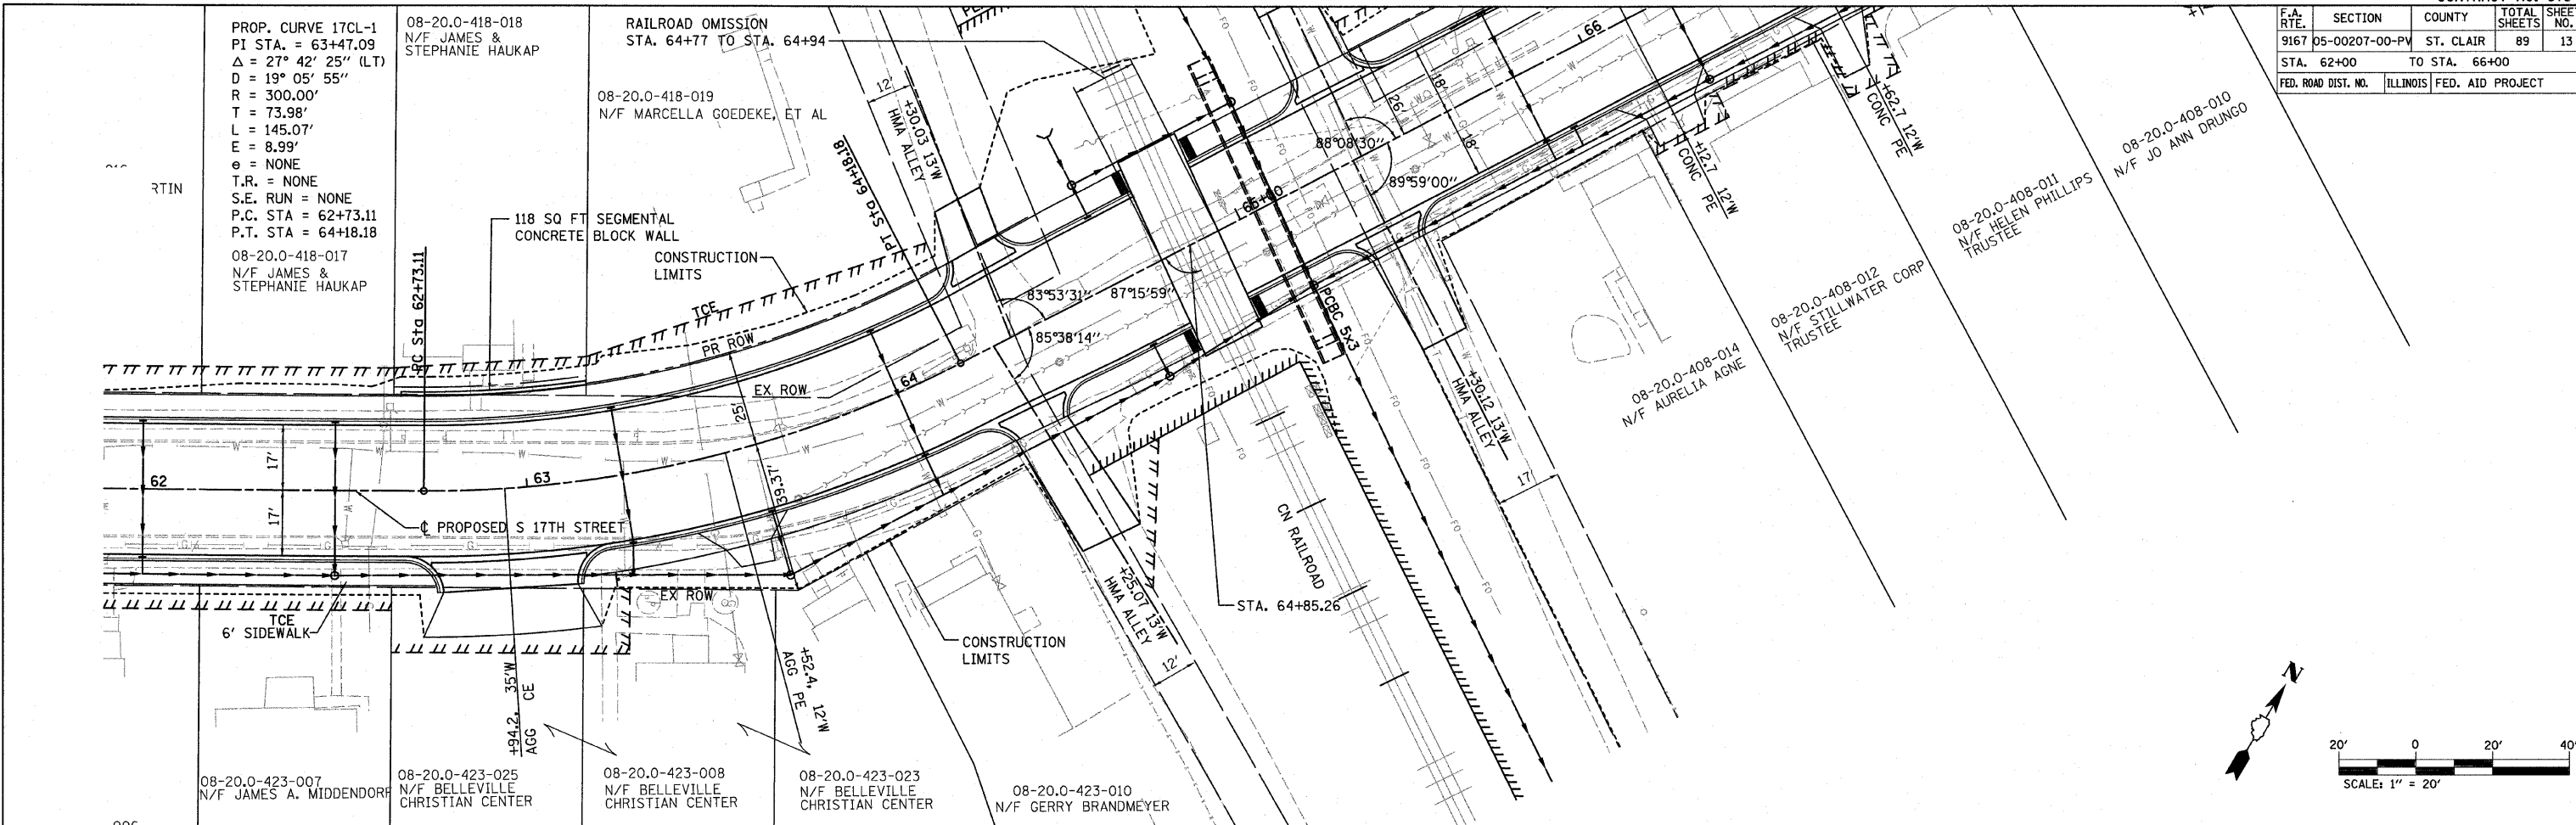 PROP. CURVE 17CL-1
PI STA. = 63+47.09
Δ = 27° 42' 25" (LT)
D = 19° 05' 55"
R = 300.00'
T = 73.98'
L = 145.07'
E = 8.99'
e = NONE
T.R. = NONE
S.E. RUN = NONE
P.C. STA = 62+73.11
P.T. STA = 64+18.18
08-20.0-418-017
N/F JAMES &
STEPHANIE HAUKAP
RTIN
08-20.0-418-018
N/F JAMES &
STEPHANIE HAUKAP
RAILROAD OMISSION
STA. 64+77 TO STA. 64+94
08-20.0-418-019
N/F MARCELLA GOEDEKE, ET AL
118 SQ FT SEGMENTAL
CONCRETE BLOCK WALL
CONSTRUCTION
LIMITS
PC Sta 62+73.11
PT Sta 64+18.18
12'
+30.03 13'W
HMA ALLEY
TCE
PR ROW
EX ROW
25'
39.37'
62
63
64
L65+00
66
17'
17'
℄ PROPOSED S 17TH STREET
83°53'31"
87°15'59"
85°38'14"
88°08'30"
89°59'00"
26'
18'
18'
PCBC 5x3
+12.7 12'W
CONC PE
+62.7 12'W
CONC PE
F.A. RTE. SECTION COUNTY TOTAL SHEETS SHEET NO.
9167 05-00207-00-PV ST. CLAIR 89 13
STA. 62+00 TO STA. 66+00
FED. ROAD DIST. NO. ILLINOIS FED. AID PROJECT
08-20.0-408-010
N/F JO ANN DRUNGO
08-20.0-408-011
N/F HELEN PHILLIPS
TRUSTEE
08-20.0-408-012
N/F STILLWATER CORP
TRUSTEE
08-20.0-408-014
N/F AURELIA AGNE
+30.12 13'W
HMA ALLEY
17'
CN RAILROAD
STA. 64+85.26
+25.07 13'W
HMA ALLEY
12'
CONSTRUCTION
LIMITS
EX ROW
TCE
6' SIDEWALK
+94.2, 35'W
AGG CE
+52.4, 12'W
AGG PE
08-20.0-423-007
N/F JAMES A. MIDDENDORF
08-20.0-423-025
N/F BELLEVILLE
CHRISTIAN CENTER
08-20.0-423-008
N/F BELLEVILLE
CHRISTIAN CENTER
08-20.0-423-023
N/F BELLEVILLE
CHRISTIAN CENTER
08-20.0-423-010
N/F GERRY BRANDMEYER
N
20' 0 20' 40'
SCALE: 1" = 20'